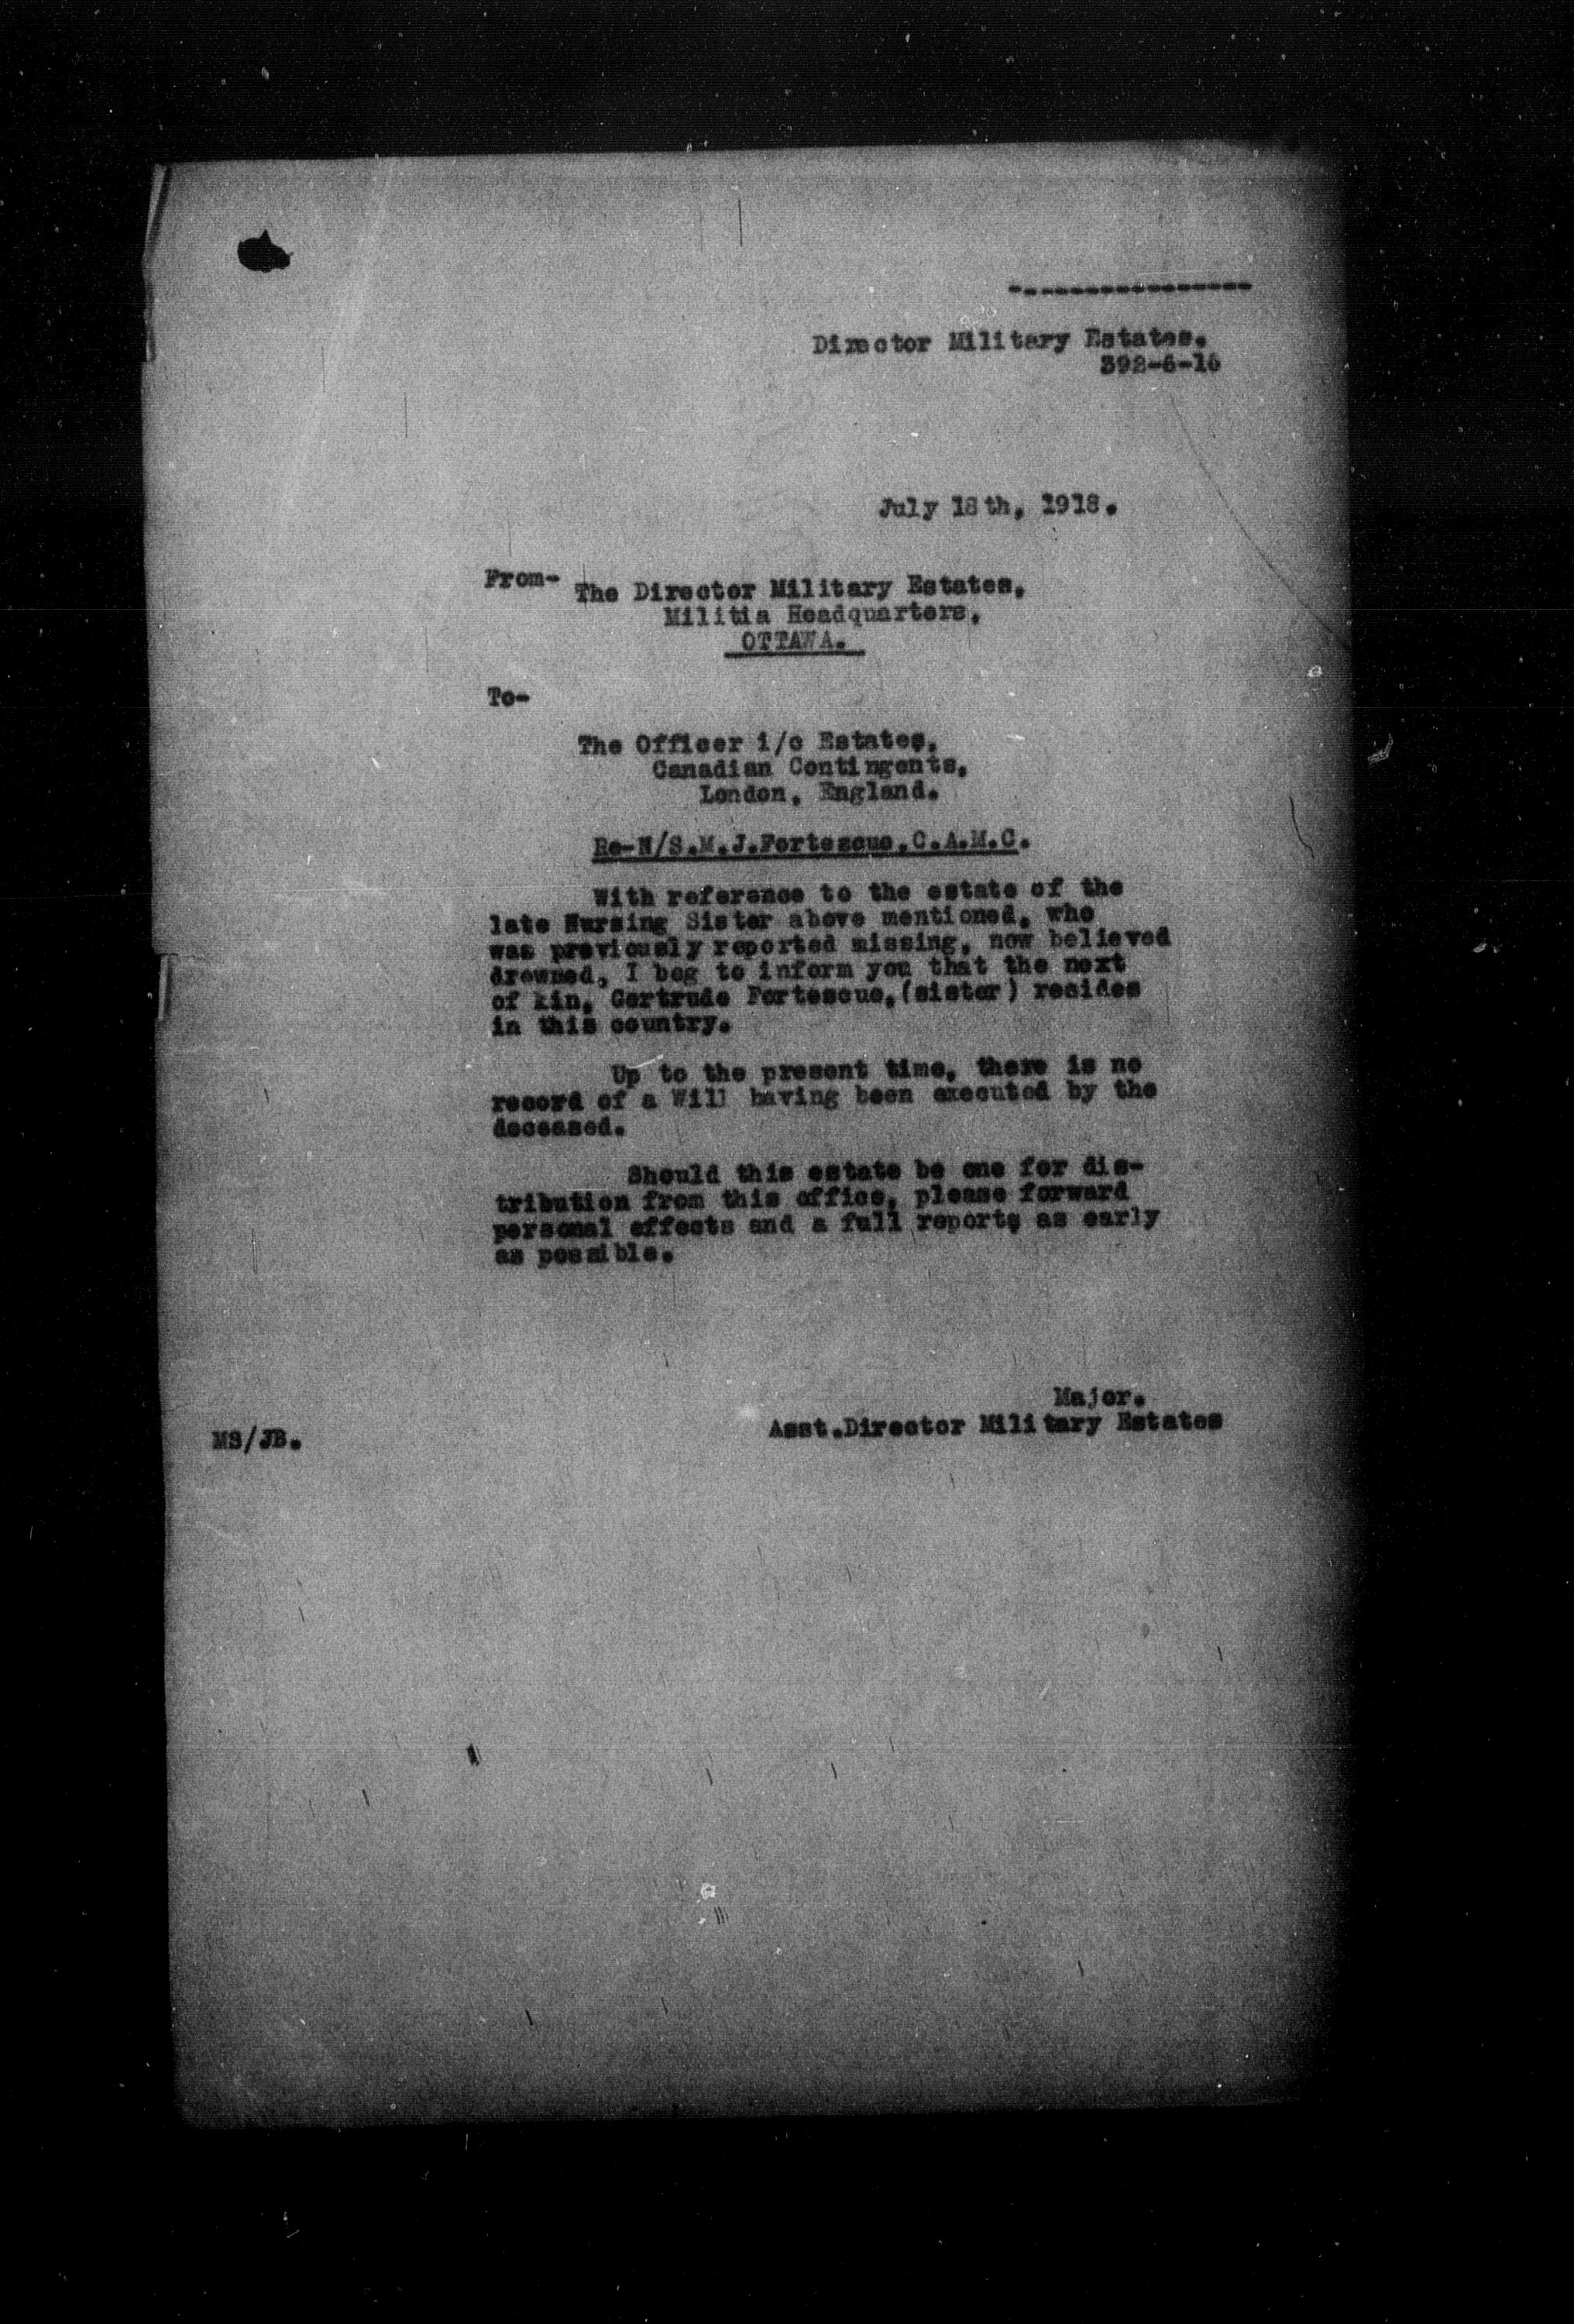 ----------------
Director Military Estates.
392-6-16
July 18th, 1918.
From- The Director Military Estates,
Militia Headquarters,
OTTAWA.
To-
The Officer i/c Estates,
Canadian Contingents,
London, England.
Re-N/S.M.J.Fortescue,C.A.M.C.
With reference to the estate of the
late Nursing Sister above mentioned, who
was previously reported missing, now believed
drowned, I beg to inform you that the next
of kin, Gertrude Fortescue,(sister) resides
in this country.
Up to the present time, there is no
record of a Will having been executed by the
deceased.
Should this estate be one for dis-
tribution from this office, please forward
personal effects and a full report, as early
as possible.
Major.
Asst.Director Military Estates
MS/JB.